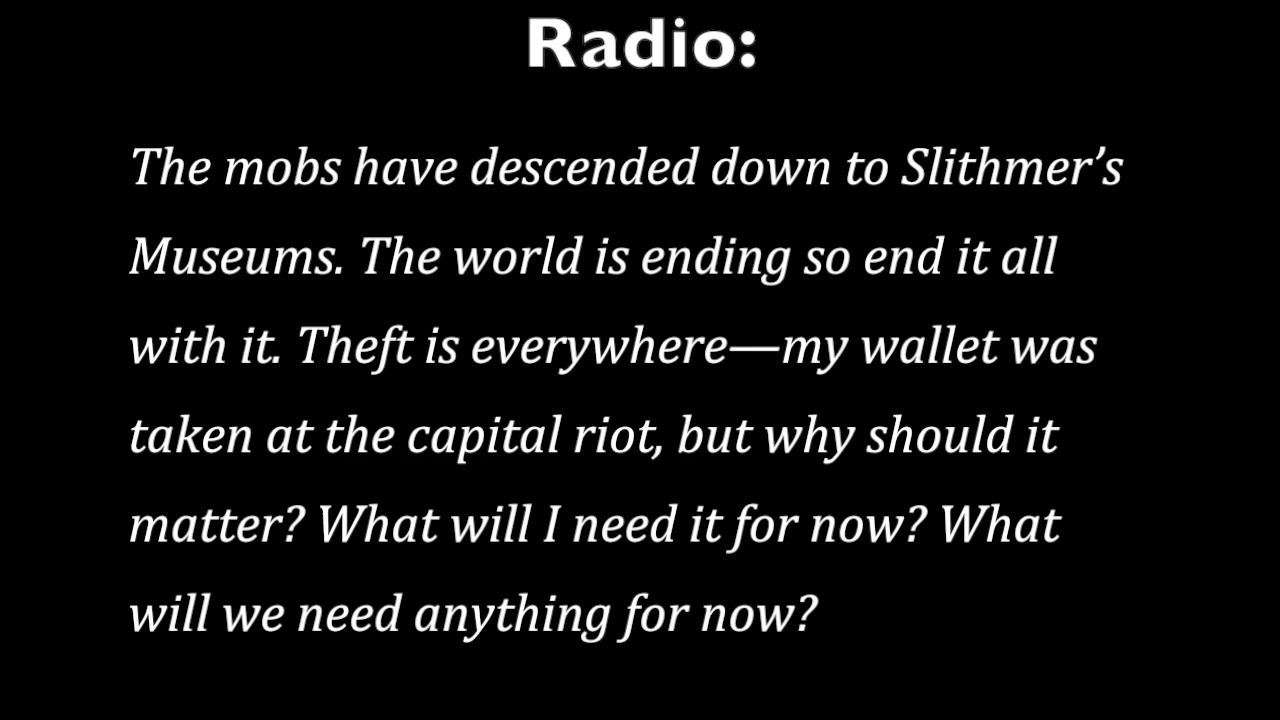 Radio:
The mobs have descended down to Slithmer’s
Museums. The world is ending so end it all
with it. Theft is everywhere—my wallet was
taken at the capital riot, but why should it
matter? What will I need it for now? What
will we need anything for now?